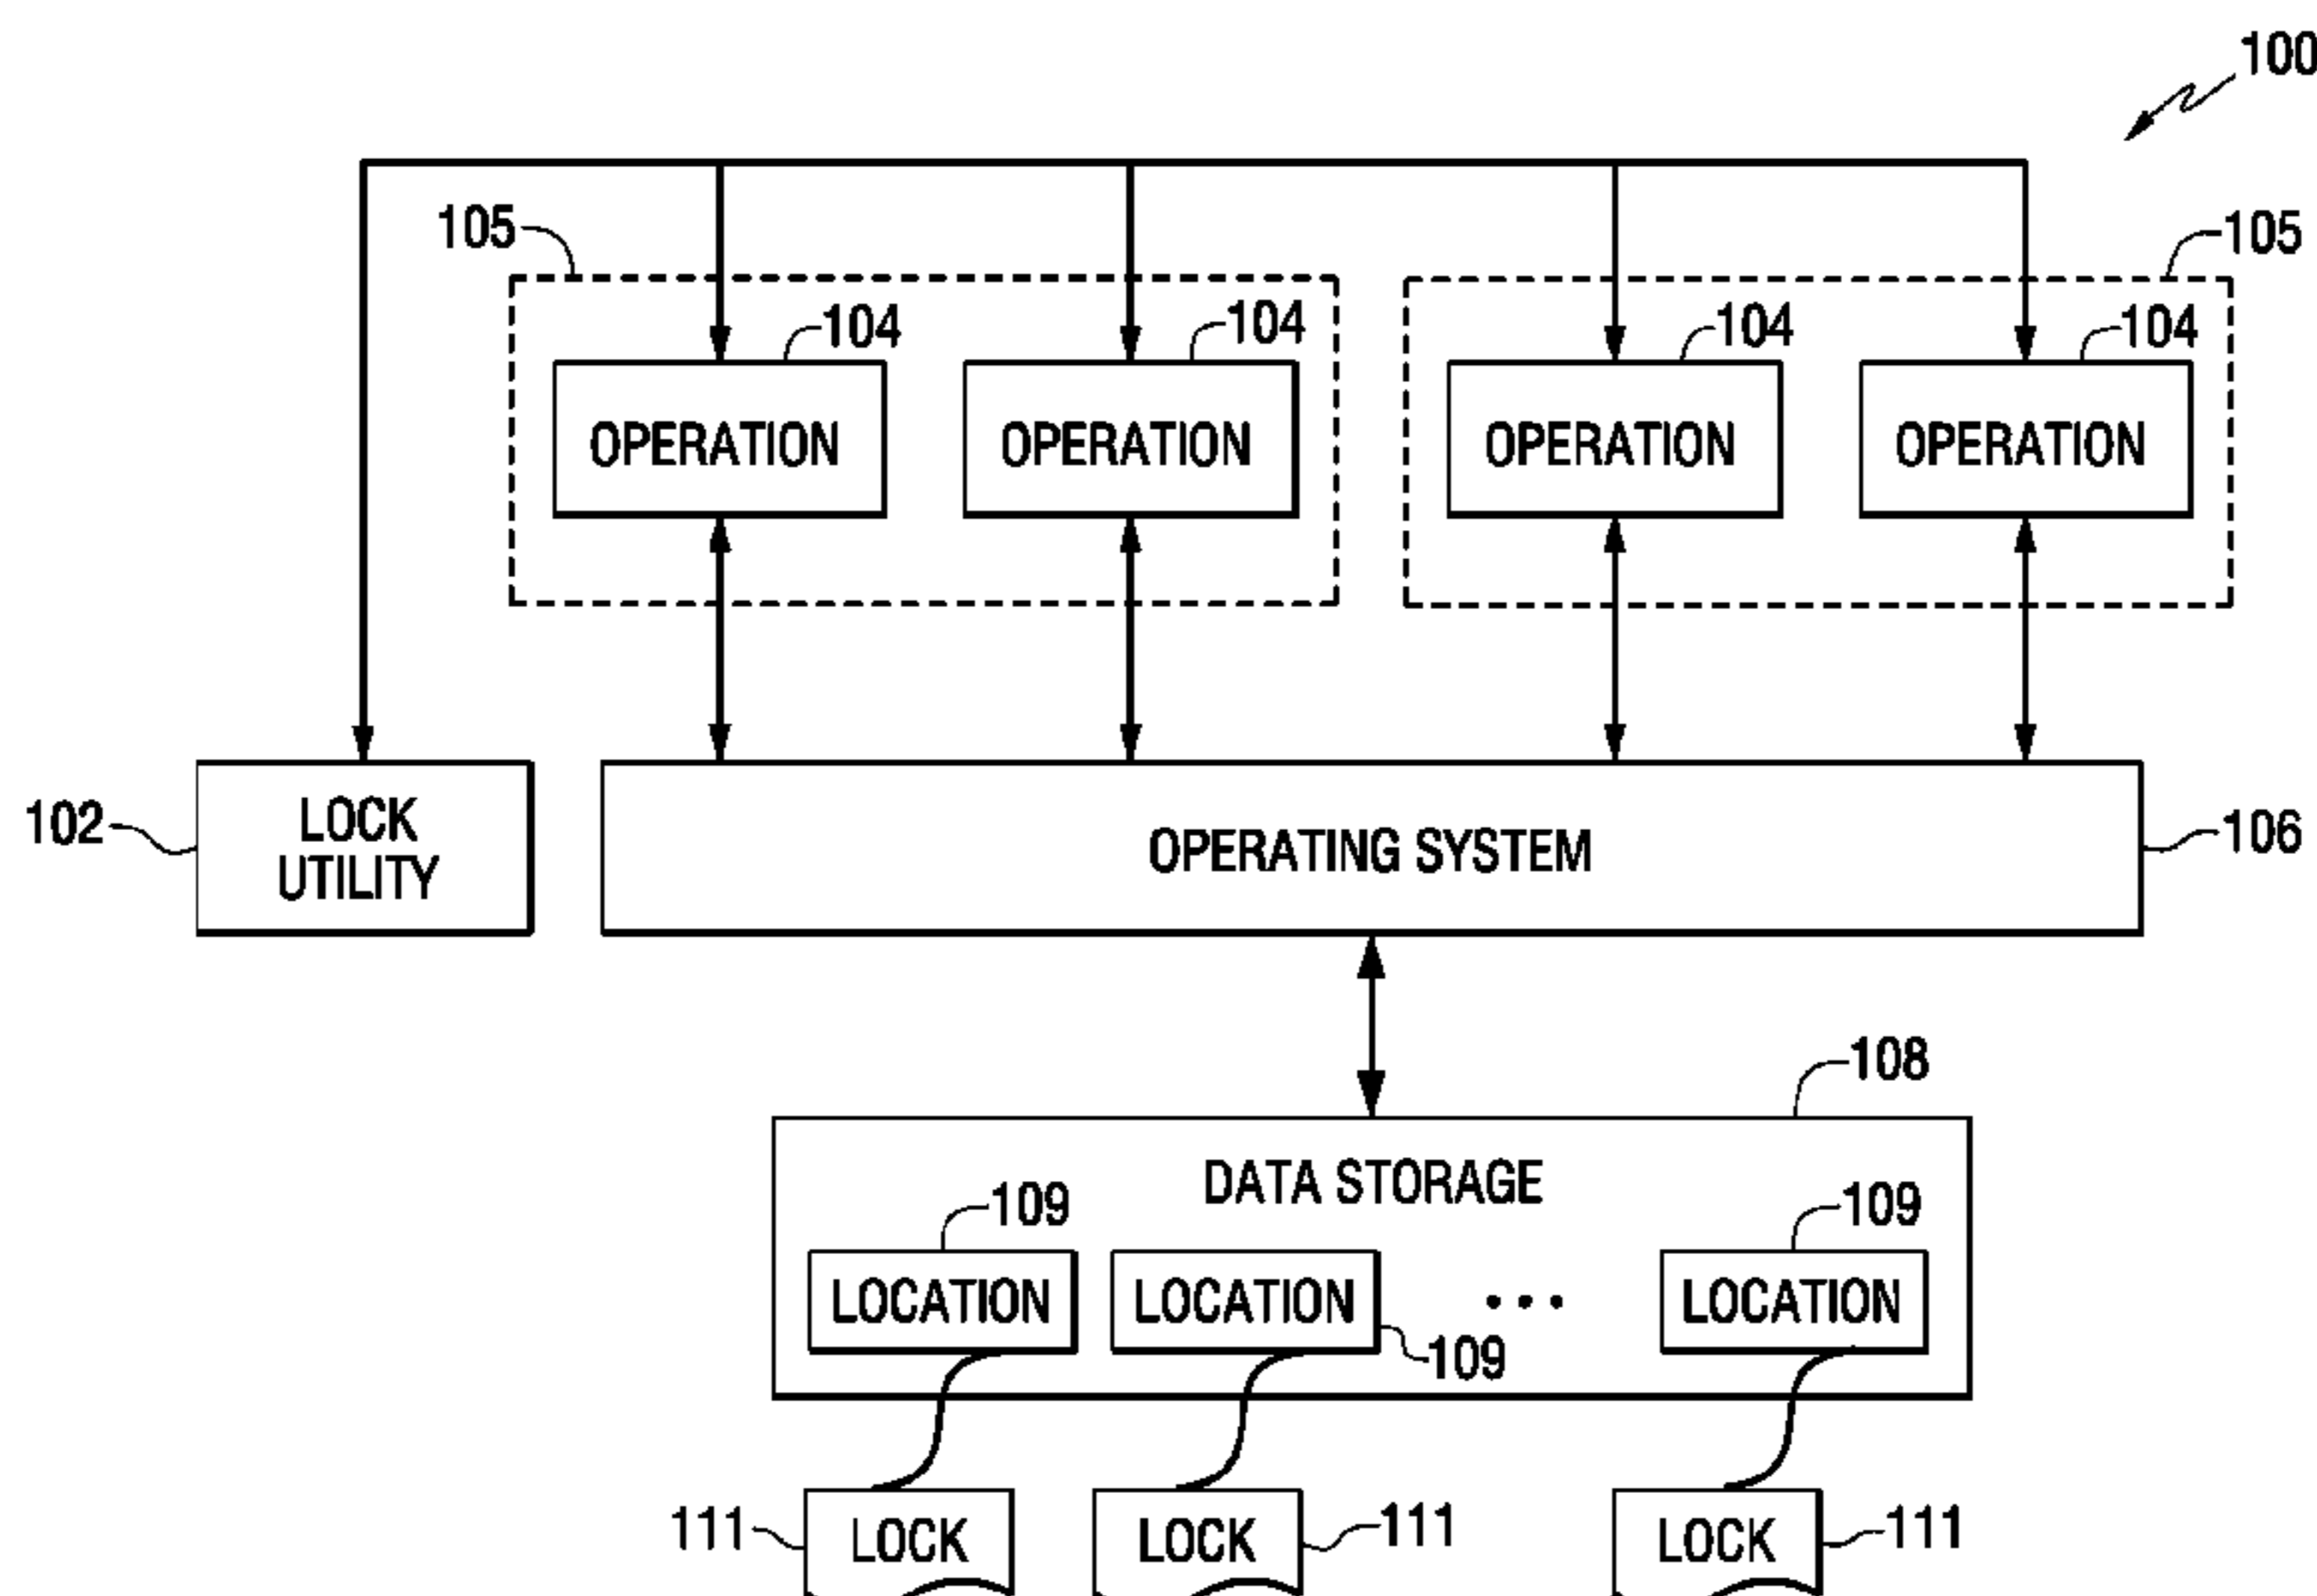 100
105
105
104
104
104
104
OPERATION
OPERATION
OPERATION
OPERATION
102
LOCK
UTILITY
OPERATING SYSTEM
106
108
DATA STORAGE
109
109
LOCATION
LOCATION
• • •
LOCATION
109
111
LOCK
LOCK
111
LOCK
111